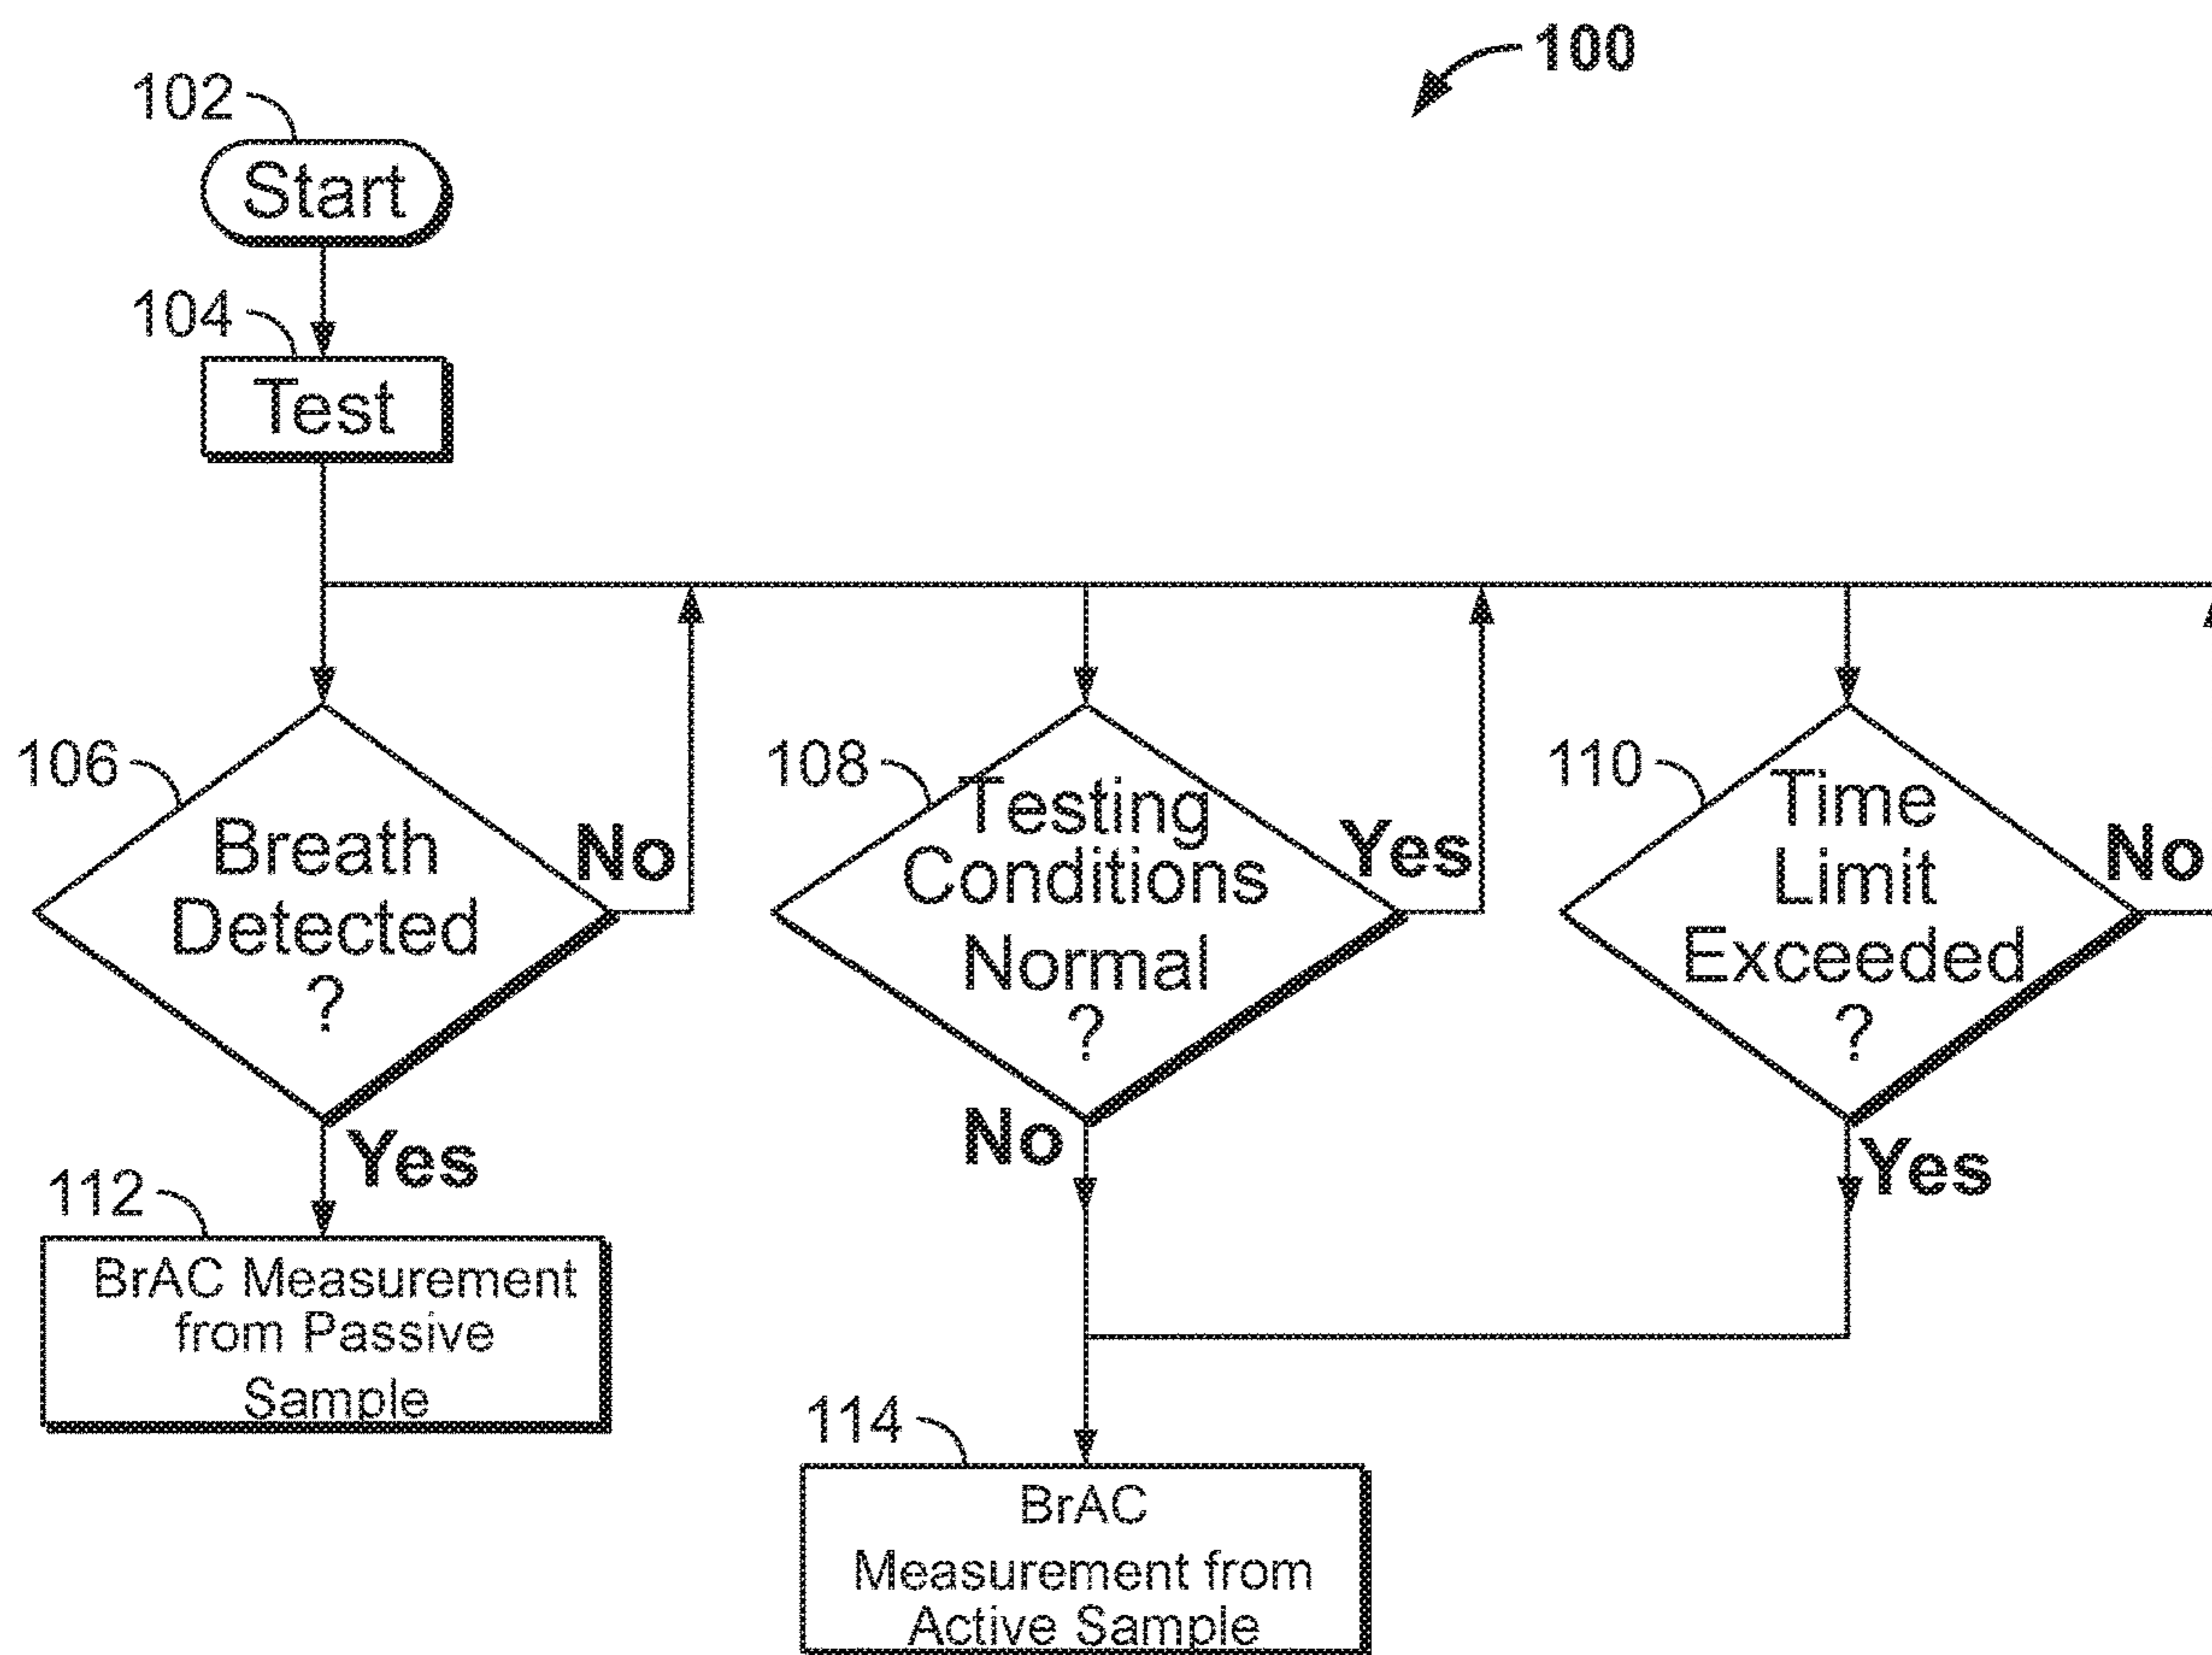 100
102
Start
104
Test
106
Breath
Detected
?
No
Yes
108
Testing
Conditions
Normal
?
Yes
No
110
Time
Limit
Exceeded
?
No
Yes
112
BrAC Measurement
from Passive
Sample
114
BrAC
Measurement from
Active Sample